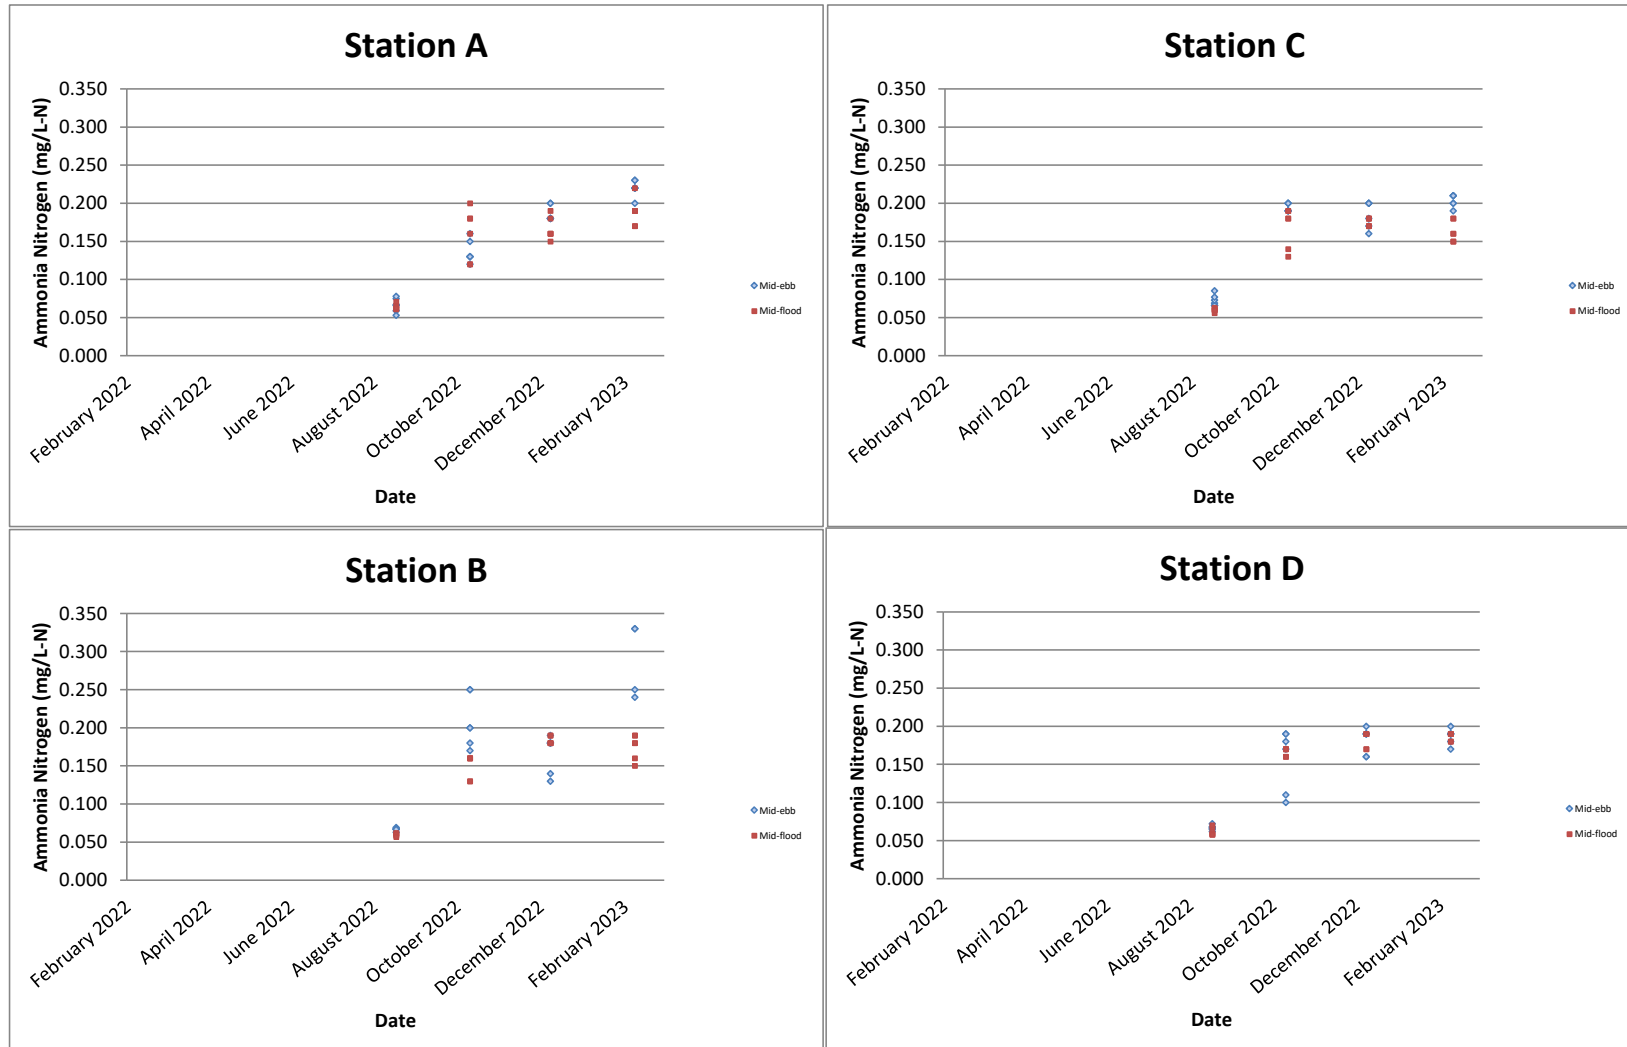 Station A
Ammonia Nitrogen (mg/L-N)
0.350
0.300
0.250
0.200
0.150
0.100
0.050
0.000
February 2022
April 2022
June 2022
August 2022
October 2022
December 2022
February 2023
Date
Mid-ebb
Mid-flood
Station C
Ammonia Nitrogen (mg/L-N)
0.350
0.300
0.250
0.200
0.150
0.100
0.050
0.000
February 2022
April 2022
June 2022
August 2022
October 2022
December 2022
February 2023
Date
Mid-ebb
Mid-flood
Station B
Ammonia Nitrogen (mg/L-N)
0.350
0.300
0.250
0.200
0.150
0.100
0.050
0.000
February 2022
April 2022
June 2022
August 2022
October 2022
December 2022
February 2023
Date
Mid-ebb
Mid-flood
Station D
Ammonia Nitrogen (mg/L-N)
0.350
0.300
0.250
0.200
0.150
0.100
0.050
0.000
February 2022
April 2022
June 2022
August 2022
October 2022
December 2022
February 2023
Date
Mid-ebb
Mid-flood